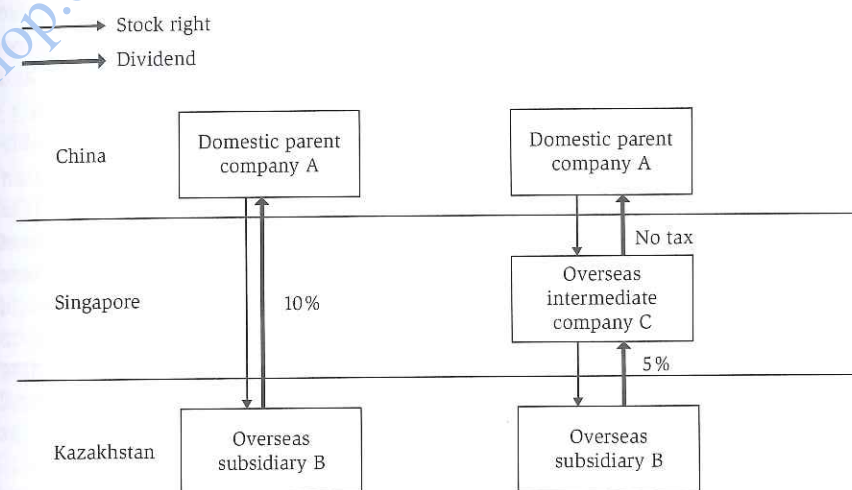 Stock right
Dividend
China
Domestic parent
company A
Domestic parent
company A
No tax
Singapore
10%
Overseas
intermediate
company C
5%
Kazakhstan
Overseas
subsidiary B
Overseas
subsidiary B